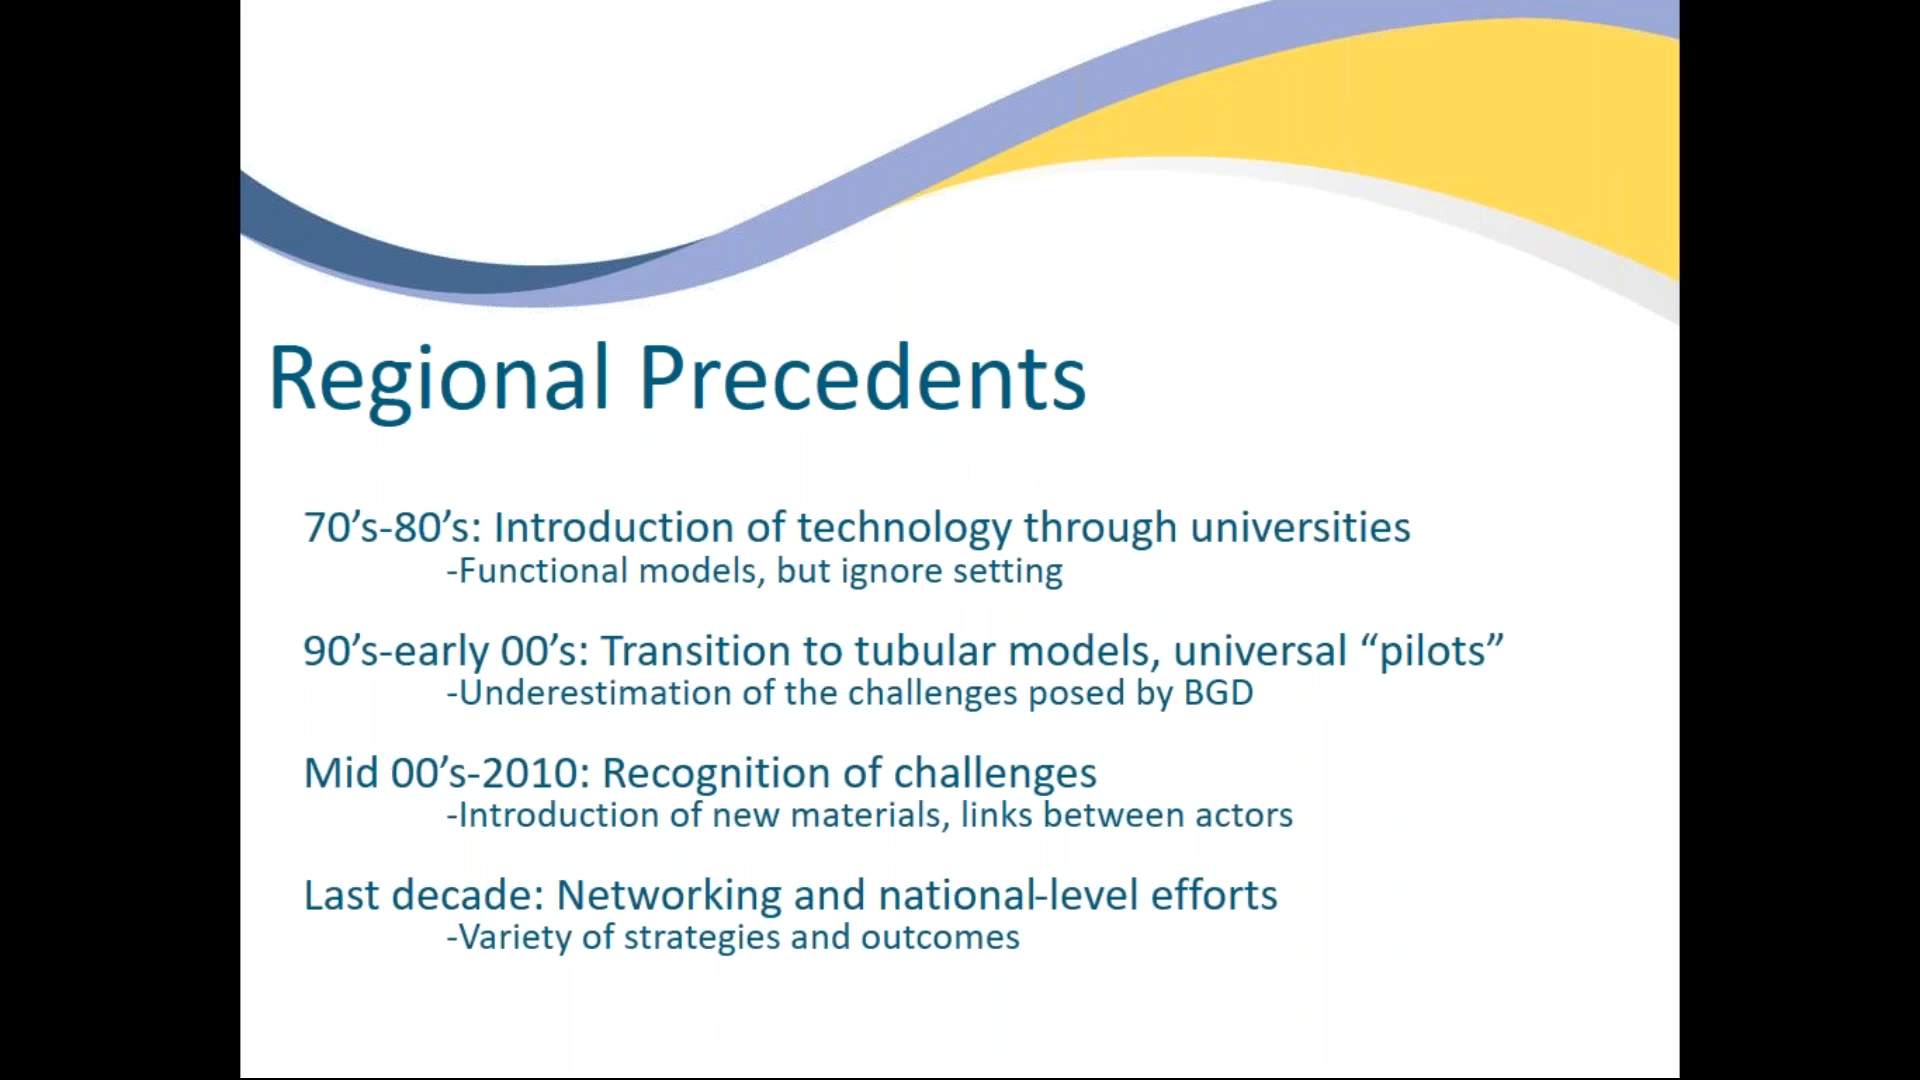 Regional Precedents
70’s-80’s: Introduction of technology through universities
-Functional models, but ignore setting
90’s-early 00’s: Transition to tubular models, universal “pilots”
-Underestimation of the challenges posed by BGD
Mid 00’s-2010: Recognition of challenges
-Introduction of new materials, links between actors
Last decade: Networking and national-level efforts
-Variety of strategies and outcomes